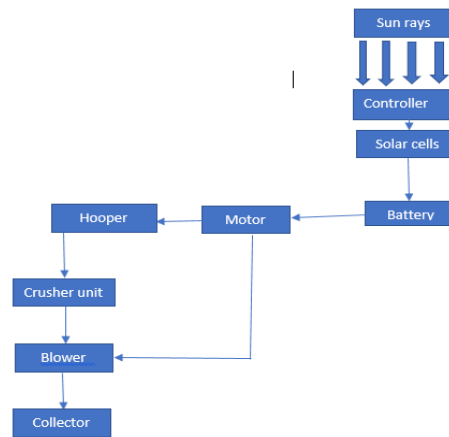 Sun rays
Controller
Solar cells
Battery
Motor
Hooper
Crusher unit
Blower
Collector